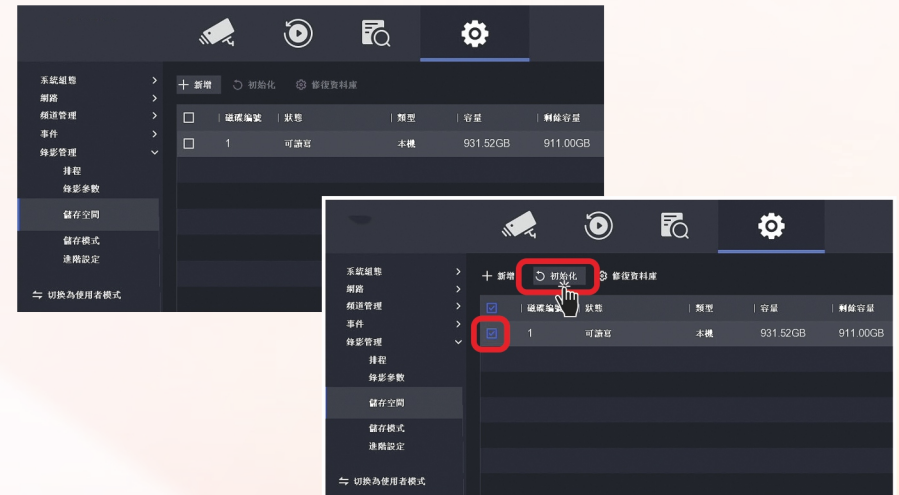 系統組態
網路
頻道管理
事件
錄影管理
排程
錄影參數
儲存空間
儲存模式
進階設定
切換為使用者模式
新增 初始化 修復資料庫
磁碟編號 狀態 類型 容量 剩餘容量
1 可讀寫 本機 931.52GB 911.00GB
系統組態
網路
頻道管理
事件
錄影管理
排程
錄影參數
儲存空間
儲存模式
進階設定
切換為使用者模式
新增 初始化 修復資料庫
磁碟編號 狀態 類型 容量 剩餘容量
1 可讀寫 本機 931.52GB 911.00GB